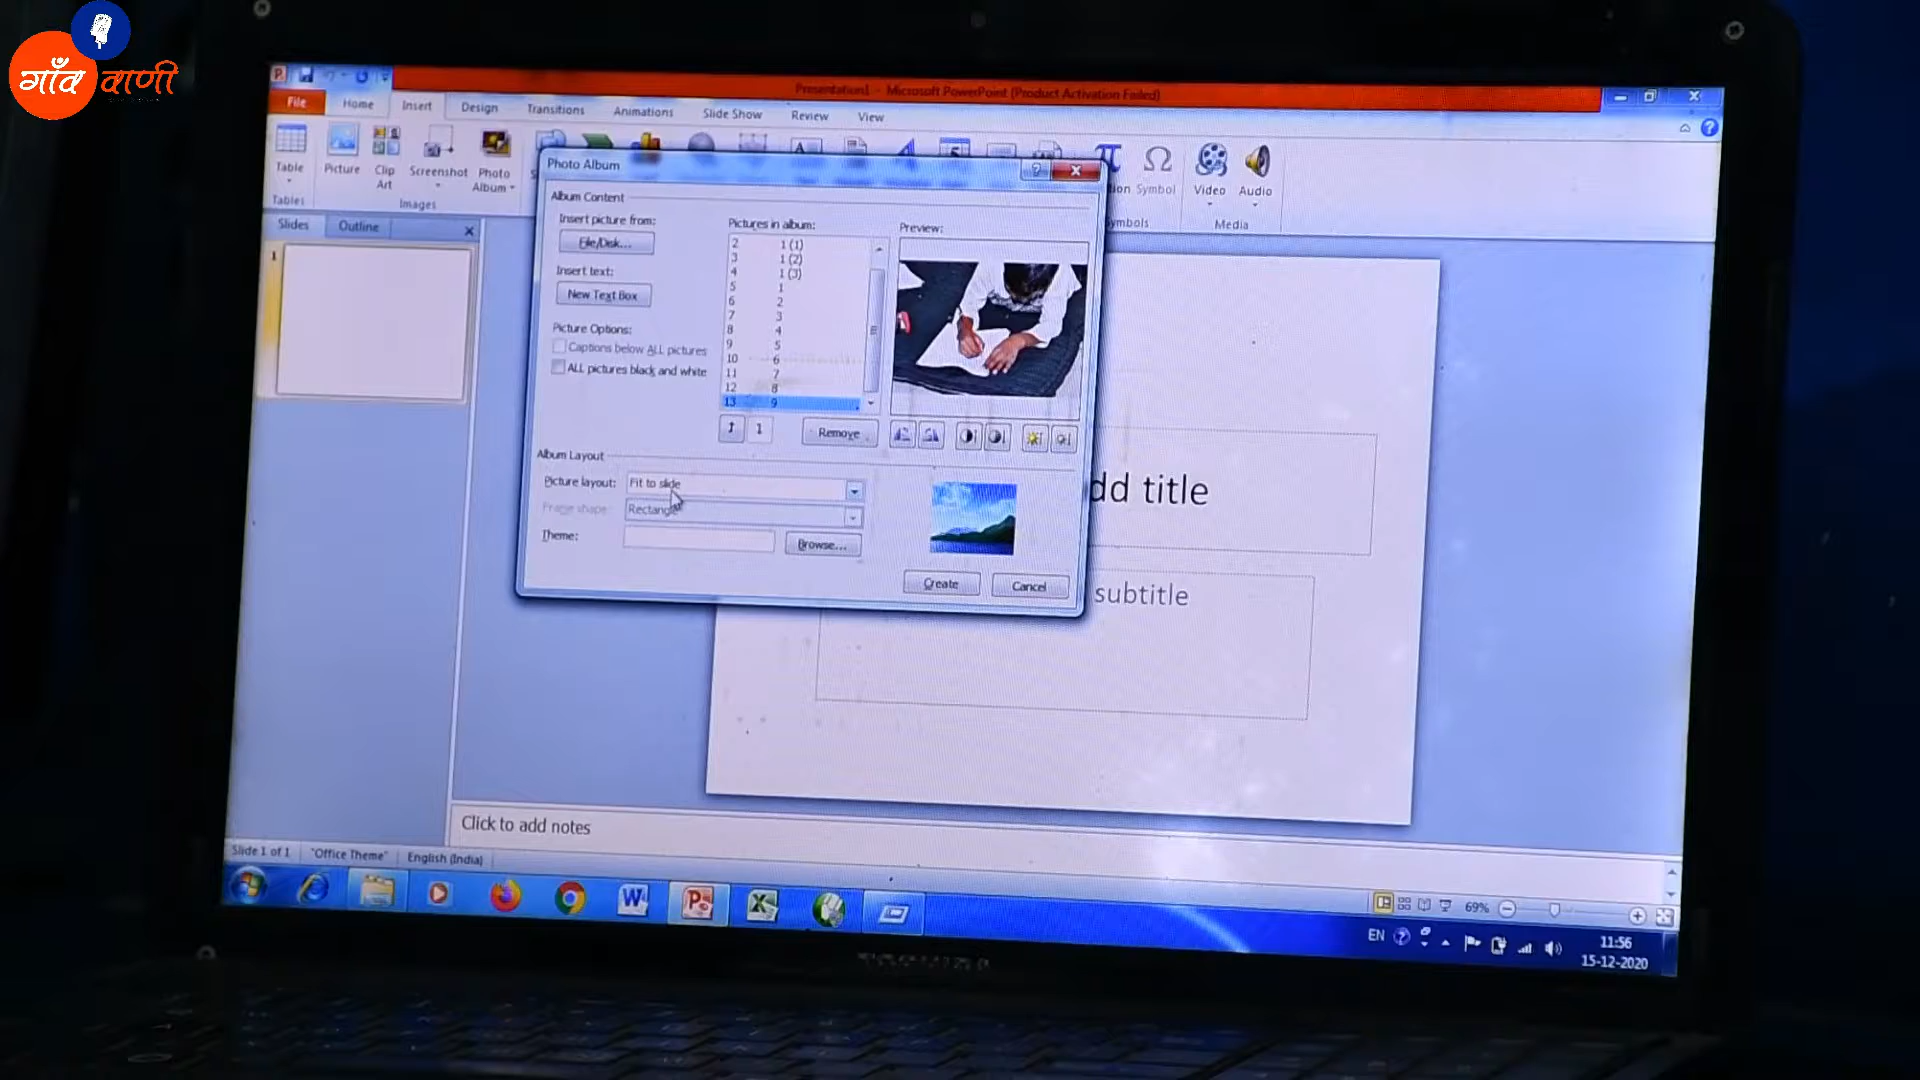 गाँव वाणी
Presentation1 - Microsoft PowerPoint (Product Activation Failed)
File Home Insert Design Transitions Animations Slide Show Review View
Table Picture Clip Art Screenshot Photo Album Symbol Video Audio
Tables Images Symbols Media
Slides Outline
1
Photo Album
Album Content
Insert picture from:
File/Disk...
Insert text:
New Text Box
Picture Options:
Captions below ALL pictures
ALL pictures black and white
Pictures in album:
2 1 (1)
3 1 (2)
4 1 (3)
5 1
6 2
7 3
8 4
9 5
10 6
11 7
12 8
13 9
Remove
Preview:
Album Layout
Picture layout: Fit to slide
Frame shape: Rectangle
Theme:
Browse...
Create Cancel
dd title
subtitle
Click to add notes
Slide 1 of 1 "Office Theme" English (India)
69%
EN
11:56
15-12-2020
TOSHIBA